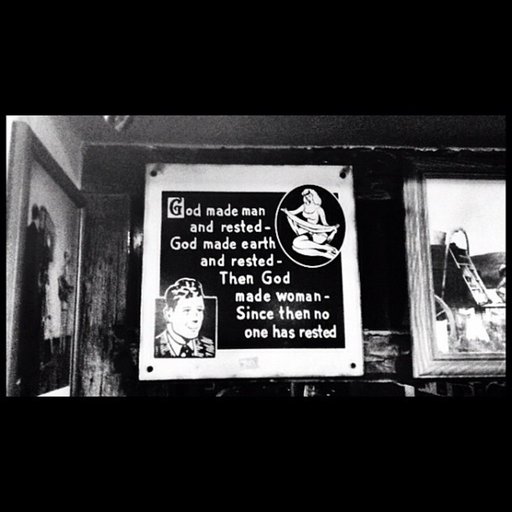 God made man
and rested-
God made earth
and rested-
Then God
made woman-
Since then no
one has rested